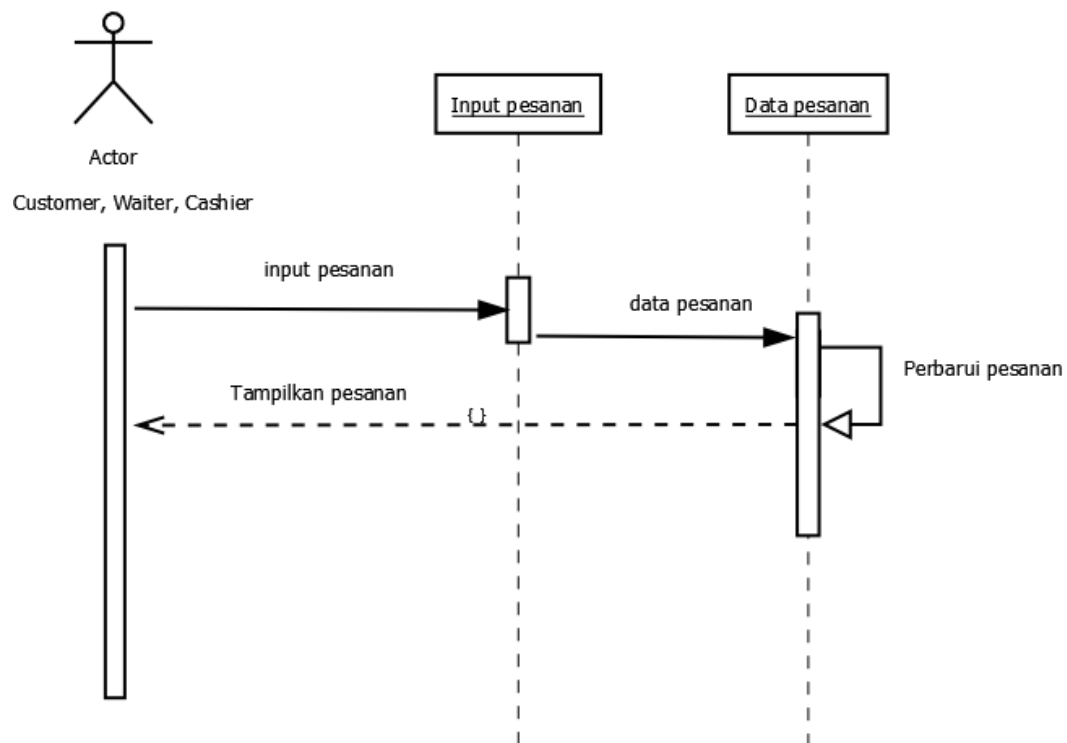 Input pesanan
Data pesanan
Actor
Customer, Waiter, Cashier
input pesanan
data pesanan
Perbarui pesanan
Tampilkan pesanan
{ }